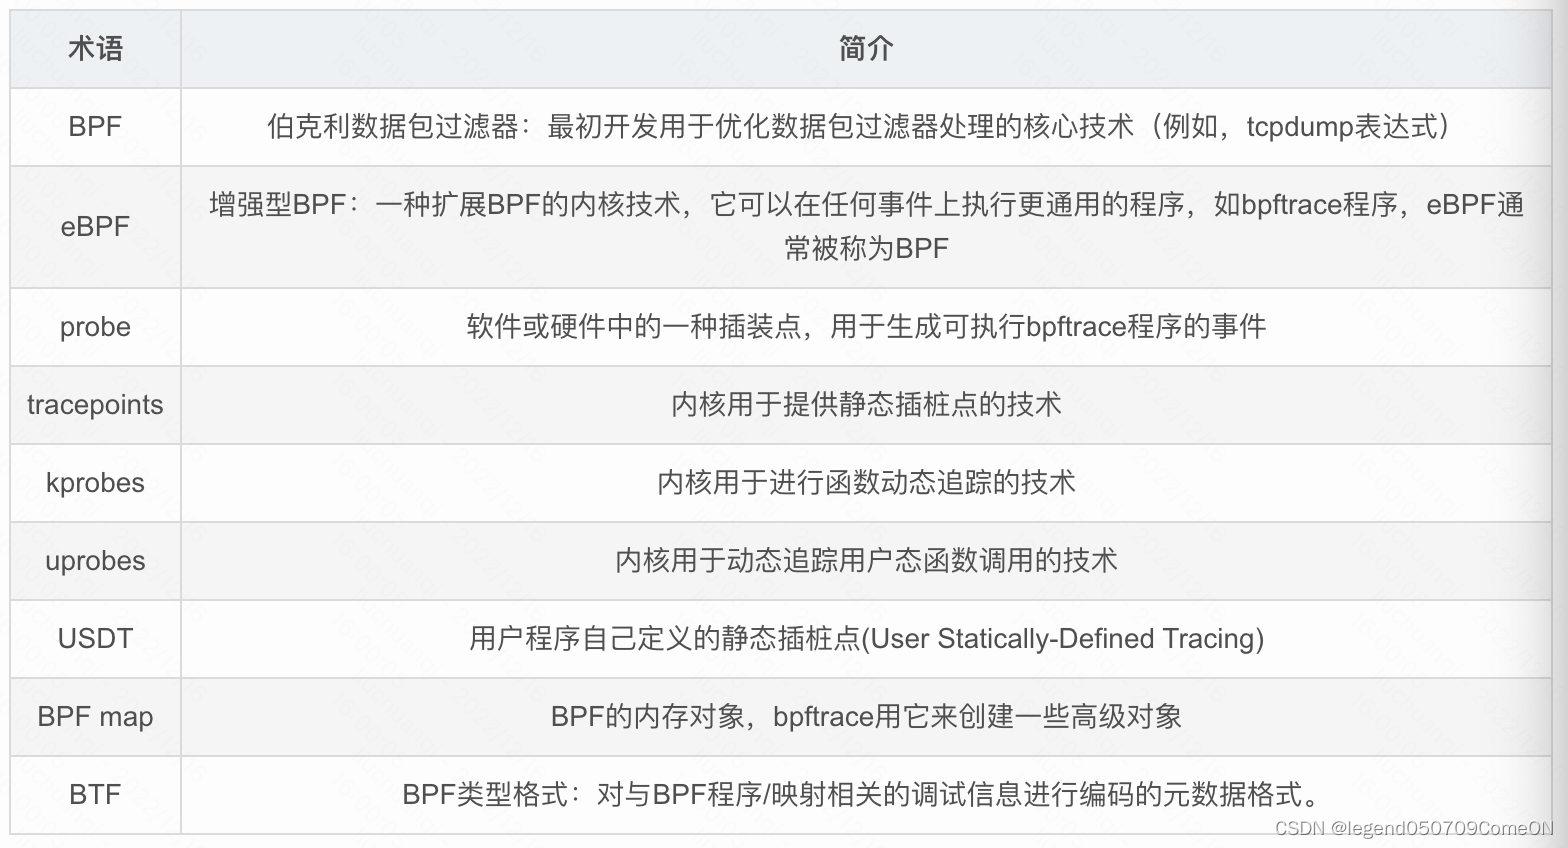 术语 简介
BPF 伯克利数据包过滤器：最初开发用于优化数据包过滤器处理的核心技术（例如，tcpdump表达式）
eBPF 增强型BPF：一种扩展BPF的内核技术，它可以在任何事件上执行更通用的程序，如bpftrace程序，eBPF通
常被称为BPF
probe 软件或硬件中的一种插装点，用于生成可执行bpftrace程序的事件
tracepoints 内核用于提供静态插桩点的技术
kprobes 内核用于进行函数动态追踪的技术
uprobes 内核用于动态追踪用户态函数调用的技术
USDT 用户程序自己定义的静态插桩点(User Statically-Defined Tracing)
BPF map BPF的内存对象，bpftrace用它来创建一些高级对象
BTF BPF类型格式：对与BPF程序/映射相关的调试信息进行编码的元数据格式。
CSDN @legend050709ComeON